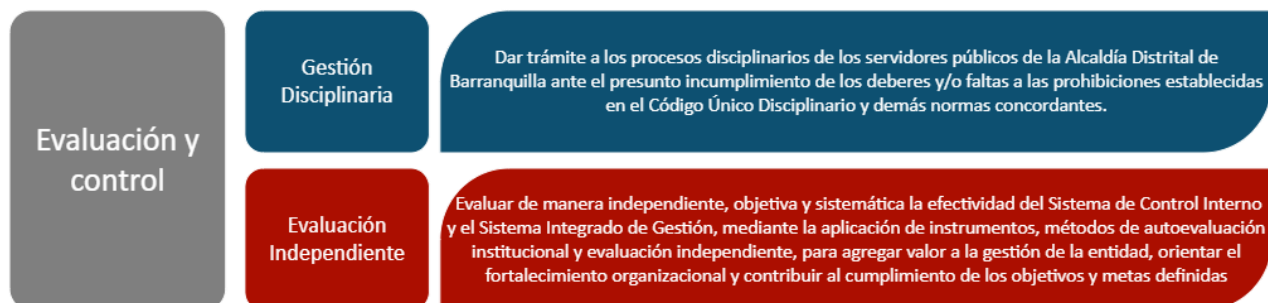 Evaluación y
control
Gestión
Disciplinaria
Dar trámite a los procesos disciplinarios de los servidores públicos de la Alcaldía Distrital de
Barranquilla ante el presunto incumplimiento de los deberes y/o faltas a las prohibiciones establecidas
en el Código Único Disciplinario y demás normas concordantes.
Evaluación
Independiente
Evaluar de manera independiente, objetiva y sistemática la efectividad del Sistema de Control Interno
y el Sistema Integrado de Gestión, mediante la aplicación de instrumentos, métodos de autoevaluación
institucional y evaluación independiente, para agregar valor a la gestión de la entidad, orientar el
fortalecimiento organizacional y contribuir al cumplimiento de los objetivos y metas definidas